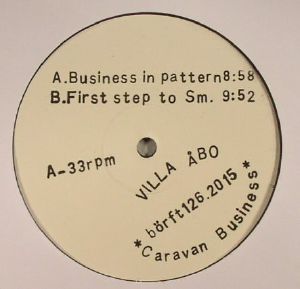 A.Business in pattern8:58
B.First step to Sm. 9:52
A-33rpm
VILLA ÅBO
*börft126.2015*
Caravan Business*